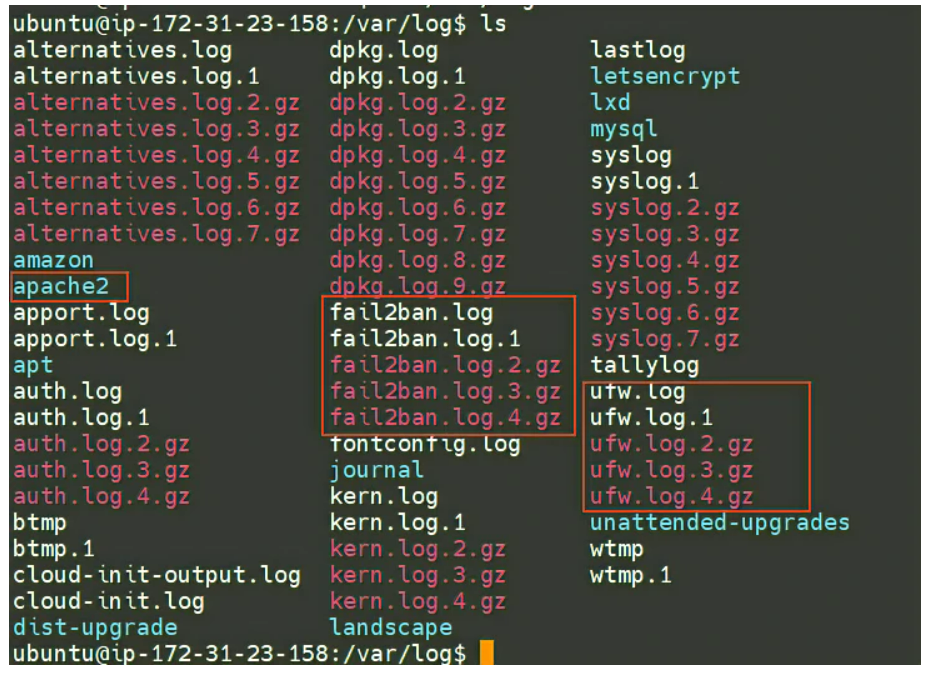 ubuntu@ip-172-31-23-158:/var/log$ ls
alternatives.log dpkg.log lastlog
alternatives.log.1 dpkg.log.1 letsencrypt
alternatives.log.2.gz dpkg.log.2.gz lxd
alternatives.log.3.gz dpkg.log.3.gz mysql
alternatives.log.4.gz dpkg.log.4.gz syslog
alternatives.log.5.gz dpkg.log.5.gz syslog.1
alternatives.log.6.gz dpkg.log.6.gz syslog.2.gz
alternatives.log.7.gz dpkg.log.7.gz syslog.3.gz
amazon dpkg.log.8.gz syslog.4.gz
apache2 dpkg.log.9.gz syslog.5.gz
apport.log fail2ban.log syslog.6.gz
apport.log.1 fail2ban.log.1 syslog.7.gz
apt fail2ban.log.2.gz tallylog
auth.log fail2ban.log.3.gz ufw.log
auth.log.1 fail2ban.log.4.gz ufw.log.1
auth.log.2.gz fontconfig.log ufw.log.2.gz
auth.log.3.gz journal ufw.log.3.gz
auth.log.4.gz kern.log ufw.log.4.gz
btmp kern.log.1 unattended-upgrades
btmp.1 kern.log.2.gz wtmp
cloud-init-output.log kern.log.3.gz wtmp.1
cloud-init.log kern.log.4.gz
dist-upgrade landscape
ubuntu@ip-172-31-23-158:/var/log$